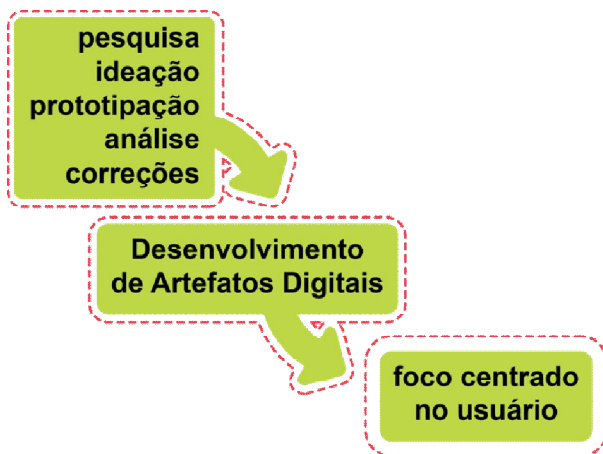 pesquisa
ideação
prototipação
análise
correções
Desenvolvimento
de Artefatos Digitais
foco centrado
no usuário